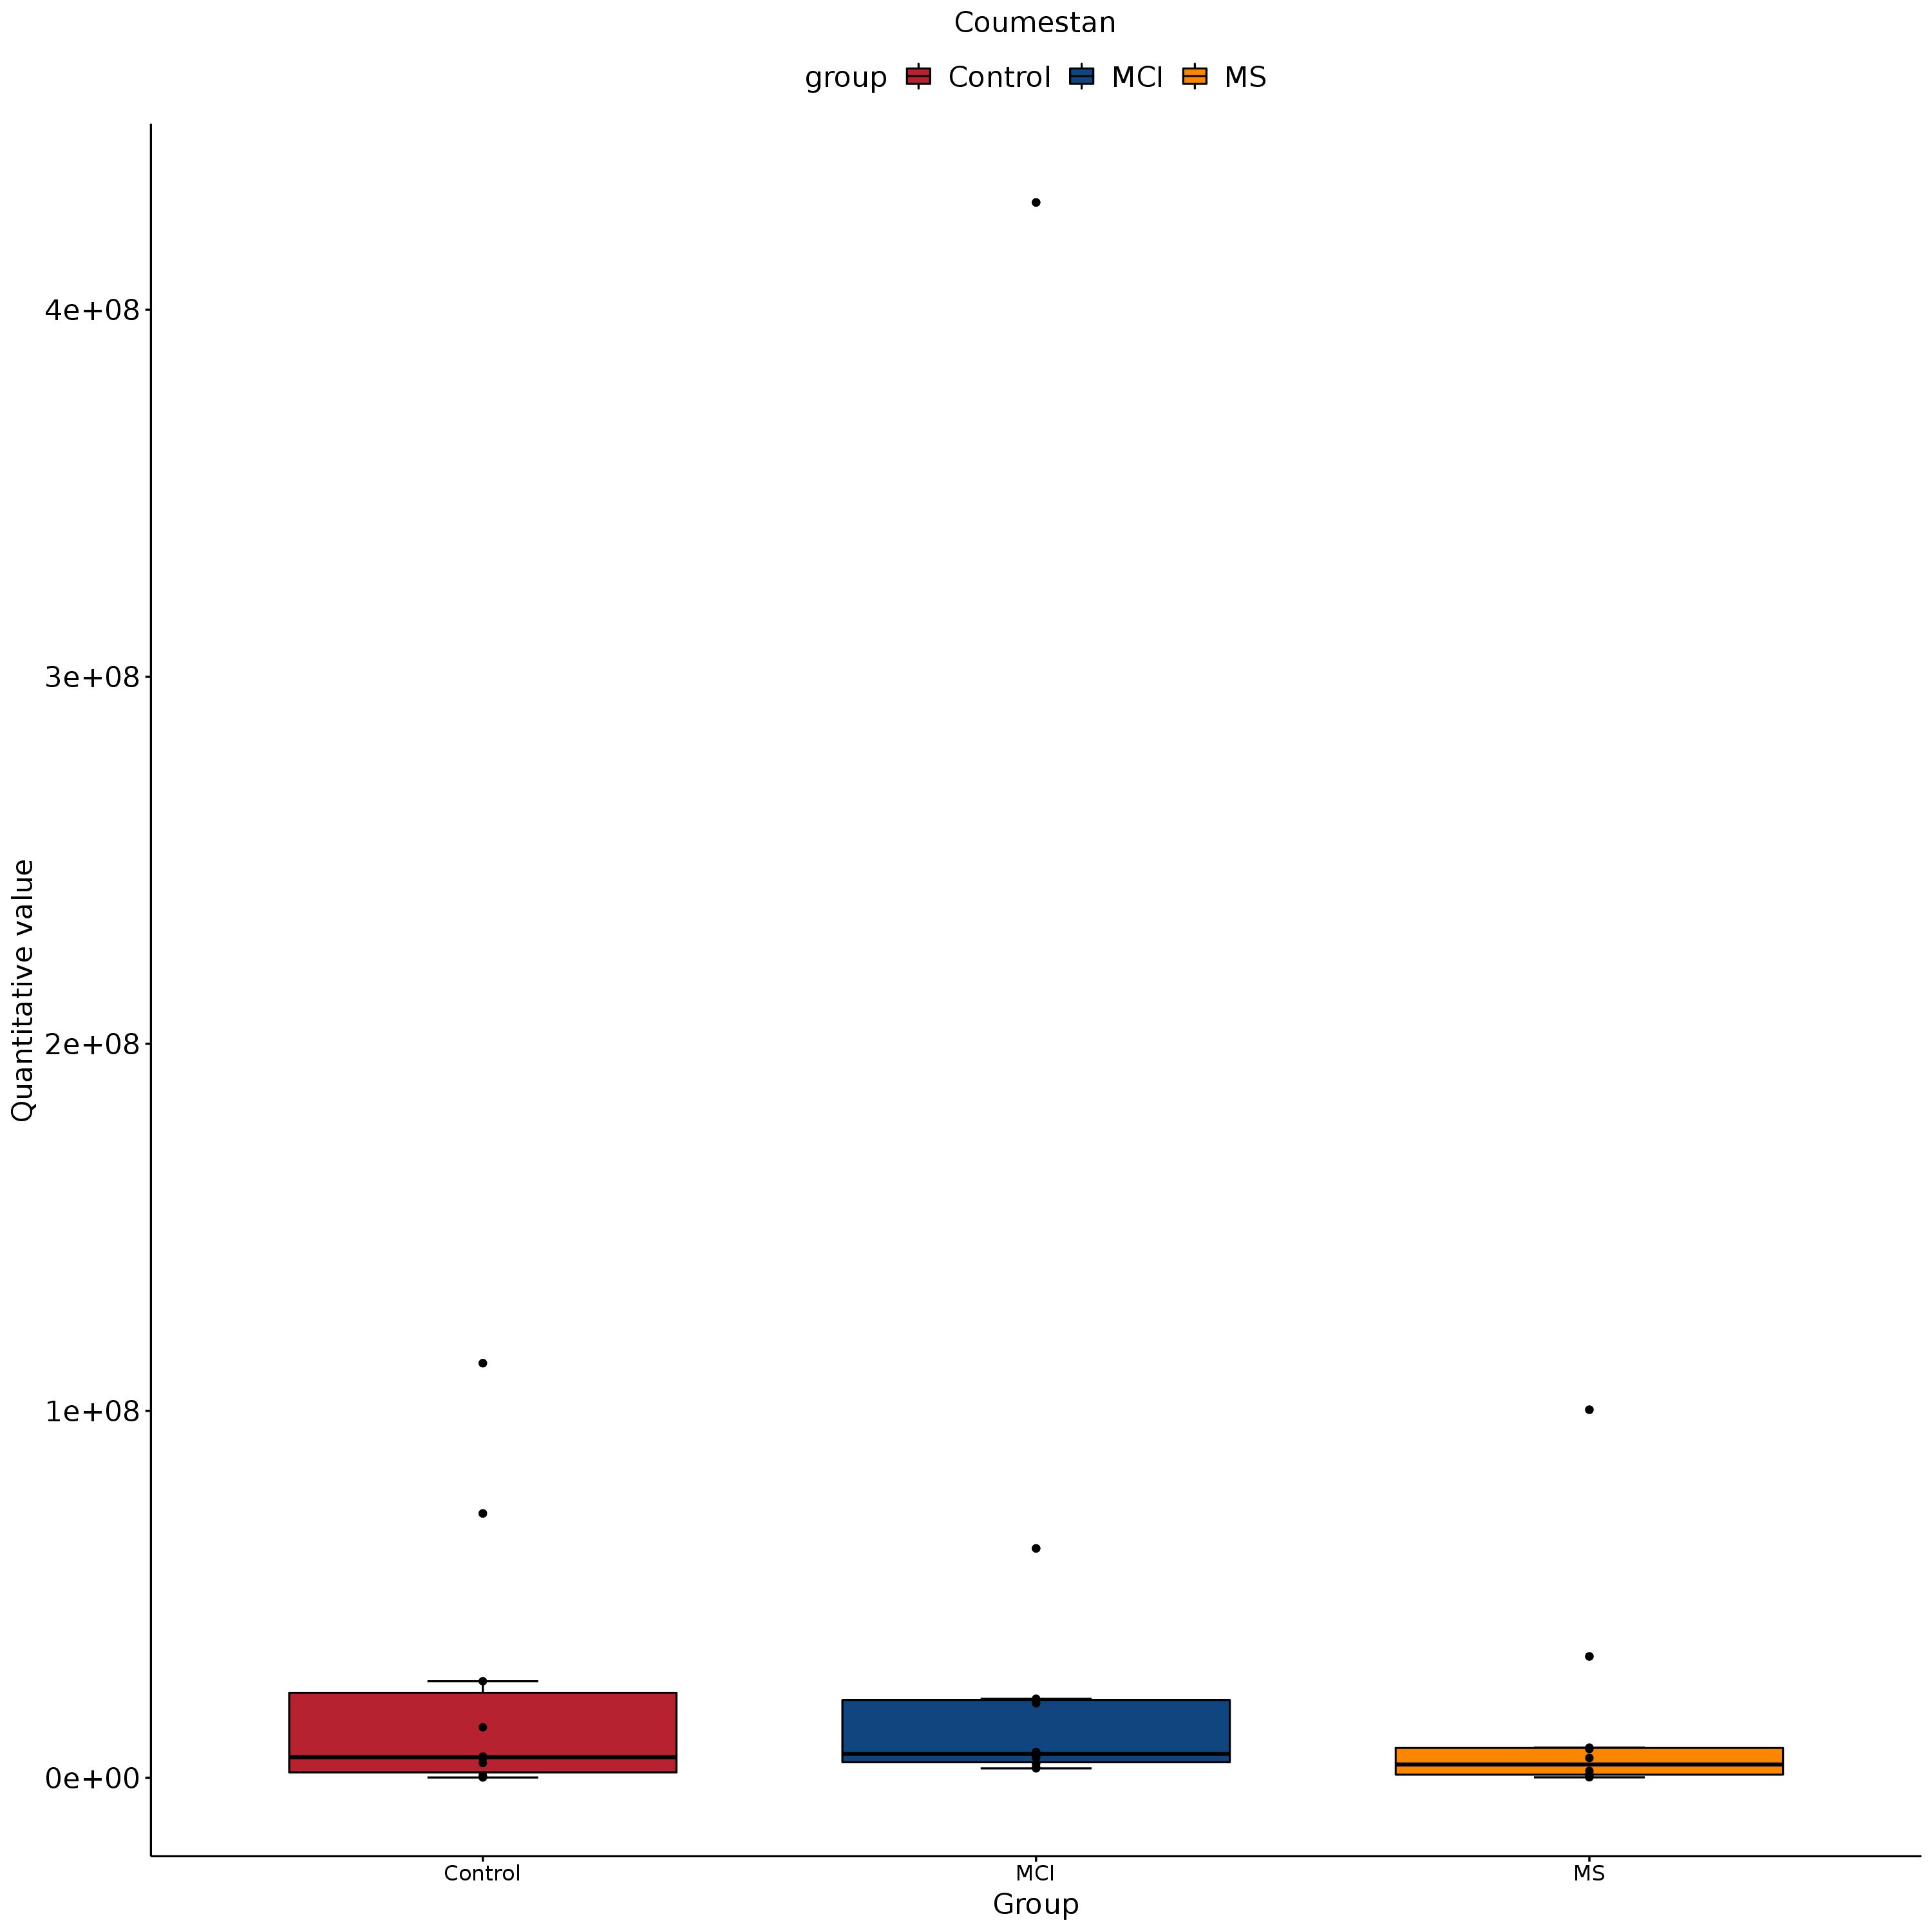 Coumestan
group Control MCI MS
Quantitative value
4e+08
3e+08
2e+08
1e+08
0e+00
Control MCI MS
Group